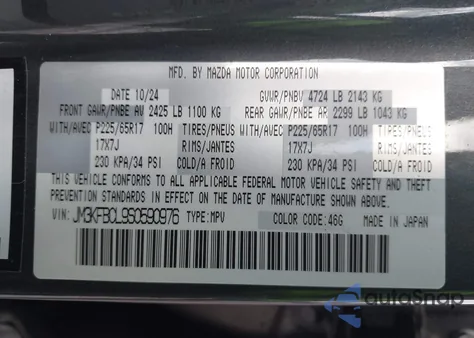 MFD. BY MAZDA MOTOR CORPORATION
DATE 10/24 GVWR/PNBV 4724 LB 2143 KG
FRONT GAWR/PNBE AV 2425 LB 1100 KG REAR GAWR/PNBE AR 2299 LB 1043 KG
WITH/AVEC P225/65R17 100H TIRES/PNEUS WITH/AVEC P225/65R17 100H TIRES/PNEUS
17X7J RIMS/JANTES 17X7J RIMS/JANTES
230 KPA/34 PSI COLD/A FROID 230 KPA/34 PSI COLD/A FROID
THIS VEHICLE CONFORMS TO ALL APPLICABLE FEDERAL MOTOR VEHICLE SAFETY AND THEFT
PREVENTION STANDARDS IN EFFECT ON THE DATE OF MANUFACTURE SHOWN ABOVE.
VIN: JM3KFBCL9S0590976 TYPE: MPV COLOR CODE: 46G MADE IN JAPAN
autoSnap